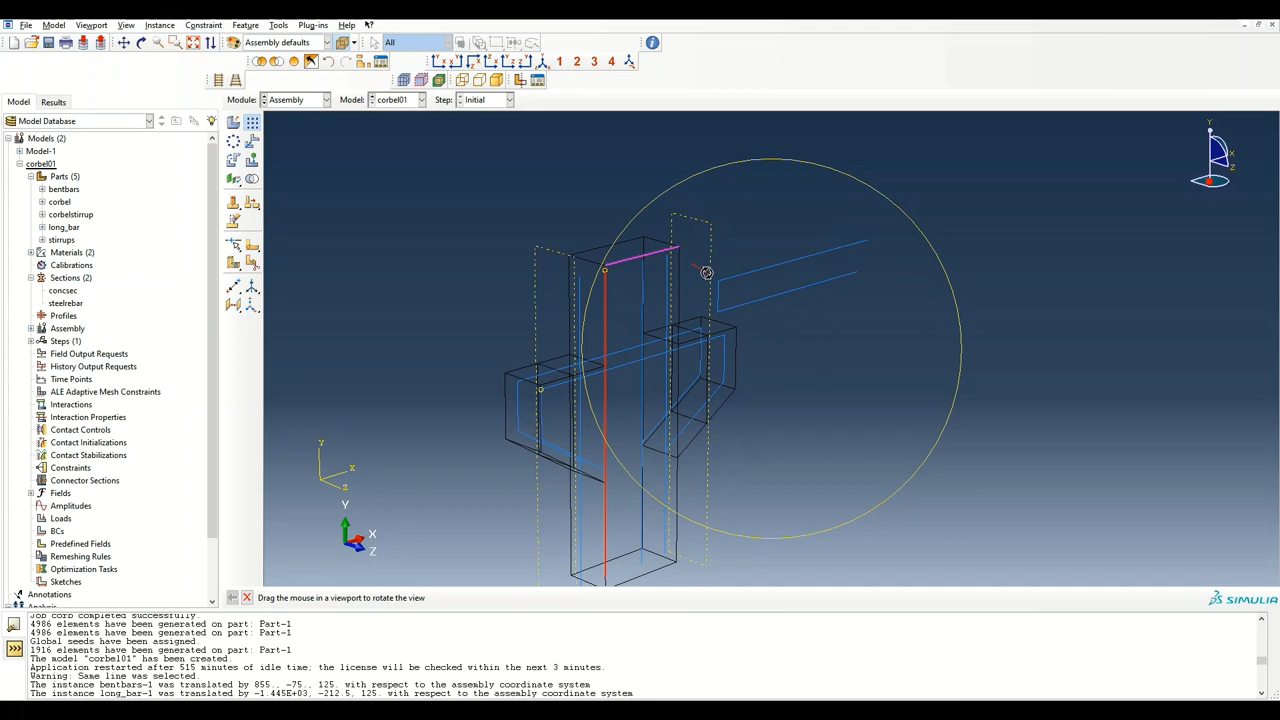 File Model Viewport View Instance Constraint Feature Tools Plug-ins Help
Assembly defaults All
1 2 3 4
Model Results Module: Assembly Model: corbel01 Step: Initial
Model Database
Models (2)
Model-1
corbel01
Parts (5)
bentbars
corbel
corbelstirrup
long_bar
stirrups
Materials (2)
Calibrations
Sections (2)
concsec
steelrebar
Profiles
Assembly
Steps (1)
Field Output Requests
History Output Requests
Time Points
ALE Adaptive Mesh Constraints
Interactions
Interaction Properties
Contact Controls
Contact Initializations
Contact Stabilizations
Constraints
Connector Sections
Fields
Amplitudes
Loads
BCs
Predefined Fields
Remeshing Rules
Optimization Tasks
Sketches
Annotations
Analysis
Y
X
Z
Y
X
Z
Y
X
Z
Drag the mouse in a viewport to rotate the view
SIMULIA
Job corb completed successfully.
4986 elements have been generated on part: Part-1
4986 elements have been generated on part: Part-1
Global seeds have been assigned.
1916 elements have been generated on part: Part-1
The model "corbel01" has been created.
Application restarted after 515 minutes of idle time; the license will be checked within the next 3 minutes.
Warning: Same line was selected.
The instance bentbars-1 was translated by 855., -75., 125. with respect to the assembly coordinate system
The instance long_bar-1 was translated by -1.445E+03, -212.5, 125. with respect to the assembly coordinate system